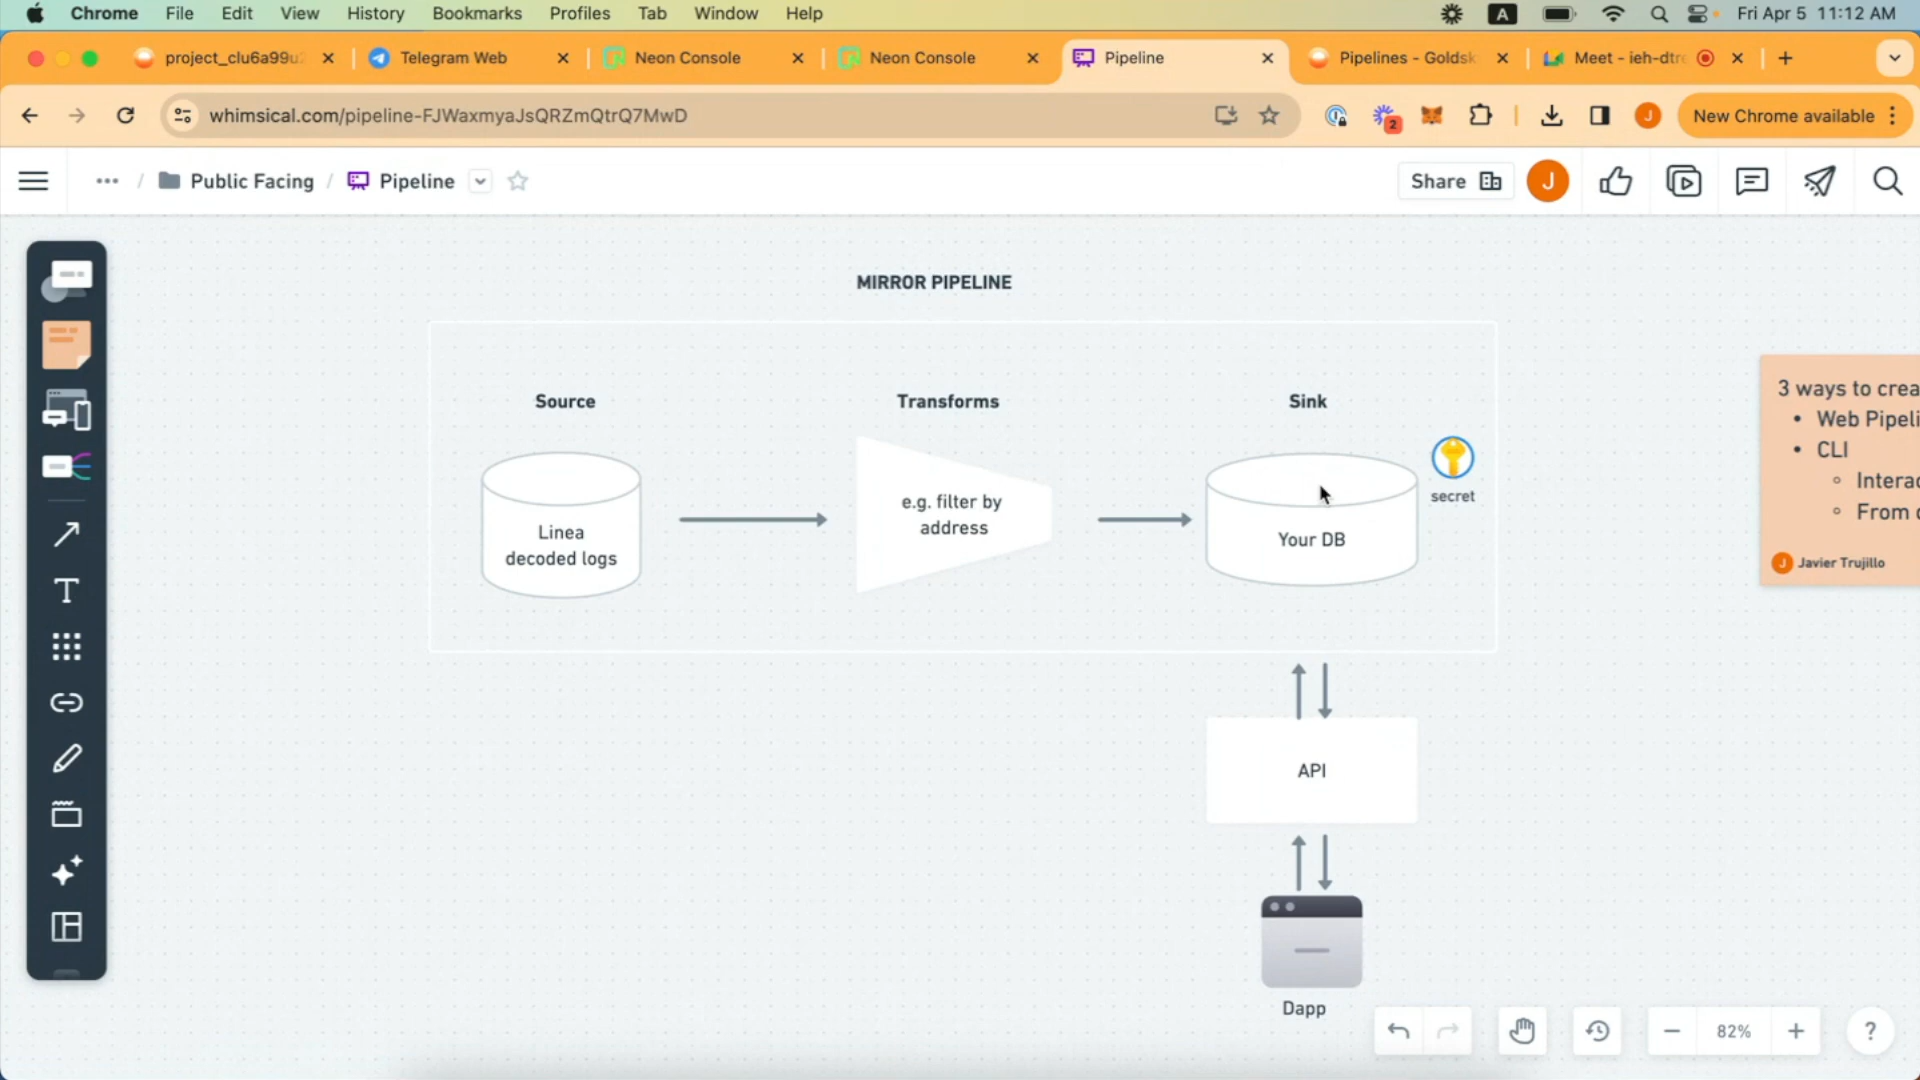 Chrome File Edit View History Bookmarks Profiles Tab Window Help
A Fri Apr 5 11:12 AM
project_clu6a99u
Telegram Web
Neon Console
Neon Console
Pipeline
Pipelines - Goldsk
Meet - ieh-dtr
whimsical.com/pipeline-FJWaxmyaJsQRZmQtrQ7MwD
2
J
New Chrome available
Public Facing / Pipeline
Share
J
MIRROR PIPELINE
Source
Transforms
Sink
Linea
decoded logs
e.g. filter by
address
Your DB
secret
API
Dapp
3 ways to crea
• Web Pipeli
• CLI
◦ Interac
◦ From
J Javier Trujillo
82%
?